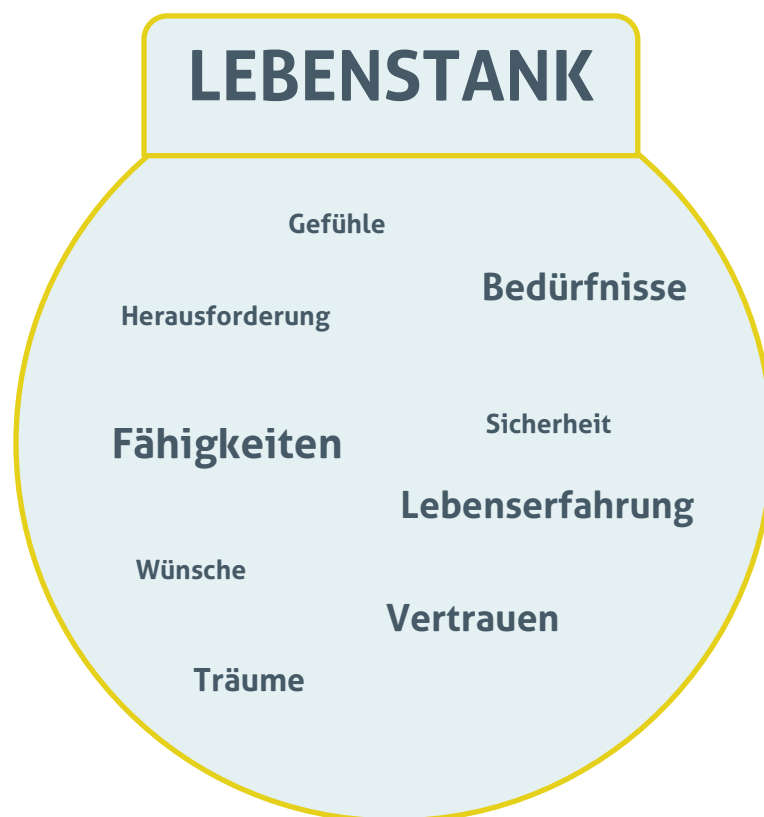 LEBENSTANK
Gefühle
Bedürfnisse
Herausforderung
Sicherheit
Fähigkeiten
Lebenserfahrung
Wünsche
Vertrauen
Träume